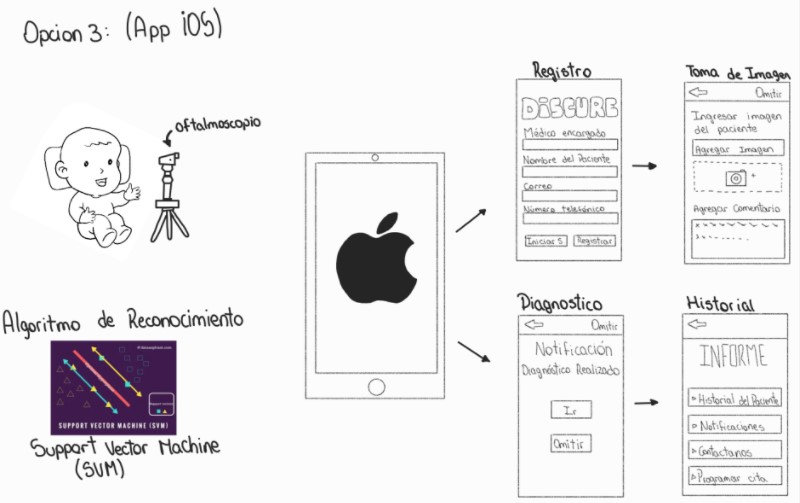 Opcion 3: (App iOS)
oftalmoscopio
Algoritmo de Reconocimiento
SUPPORT VECTOR MACHINE (SVM)
Support Vector Machine
(SVM)
Registro
DISCURE
Médico encargado
Nombre del Paciente
Correo
Número telefónico
Iniciar S
Registrar
Toma de Imagen
Omitir
Ingresar imagen
del paciente
Agregar Imagen
+
Agregar Comentario
Diagnostico
Omitir
Notificación
Diagnóstico Realizado
Ir
Omitir
Historial
INFORME
Historial del Paciente
Notificaciones
Contactanos
Programar cita